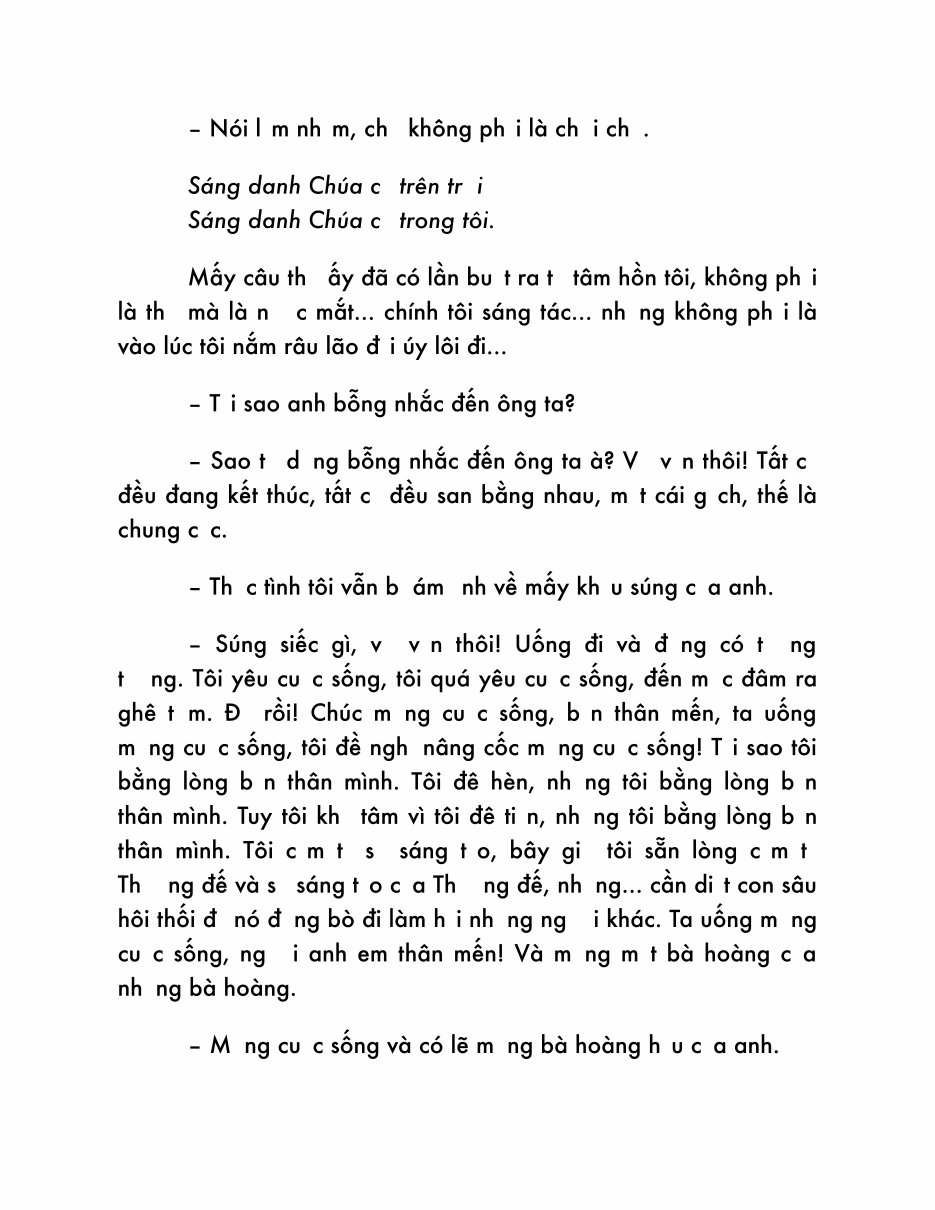 – Nói l m nh m, ch không ph i là ch i ch .
Sáng danh Chúa c trên tr i
Sáng danh Chúa c trong tôi.
Mấy câu th ấy đã có lần bu t ra t tâm hồn tôi, không ph i
là th mà là n c mắt... chính tôi sáng tác... nh ng không ph i là
vào lúc tôi nắm râu lão đ i úy lôi đi...
– T i sao anh bỗng nhắc đến ông ta?
– Sao t d ng bỗng nhắc đến ông ta à? V v n thôi! Tất c
đều đang kết thúc, tất c đều san bằng nhau, m t cái g ch, thế là
chung c c.
– Th c tình tôi vẫn b ám nh về mấy kh u súng c a anh.
– Súng siếc gì, v v n thôi! Uống đi và đ ng có t ng
t ng. Tôi yêu cu c sống, tôi quá yêu cu c sống, đến m c đâm ra
ghê t m. Đ rồi! Chúc m ng cu c sống, b n thân mến, ta uống
m ng cu c sống, tôi đề ngh nâng cốc m ng cu c sống! T i sao tôi
bằng lòng b n thân mình. Tôi đê hèn, nh ng tôi bằng lòng b n
thân mình. Tuy tôi kh tâm vì tôi đê ti n, nh ng tôi bằng lòng b n
thân mình. Tôi c m t s sáng t o, bây gi tôi sẵn lòng c m t
Th ng đế và s sáng t o c a Th ng đế, nh ng... cần di t con sâu
hôi thối đ nó đ ng bò đi làm h i nh ng ng i khác. Ta uống m ng
cu c sống, ng i anh em thân mến! Và m ng m t bà hoàng c a
nh ng bà hoàng.
– M ng cu c sống và có lẽ m ng bà hoàng h u c a anh.